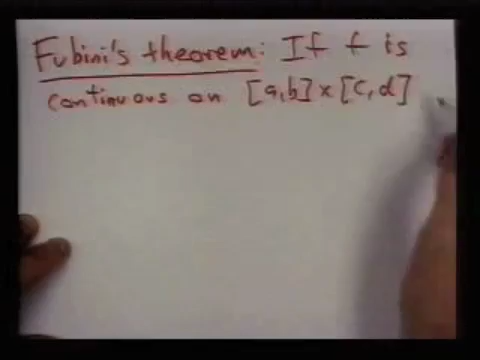 Fubini's theorem: If f is
continuous on [a,b]x[c,d]